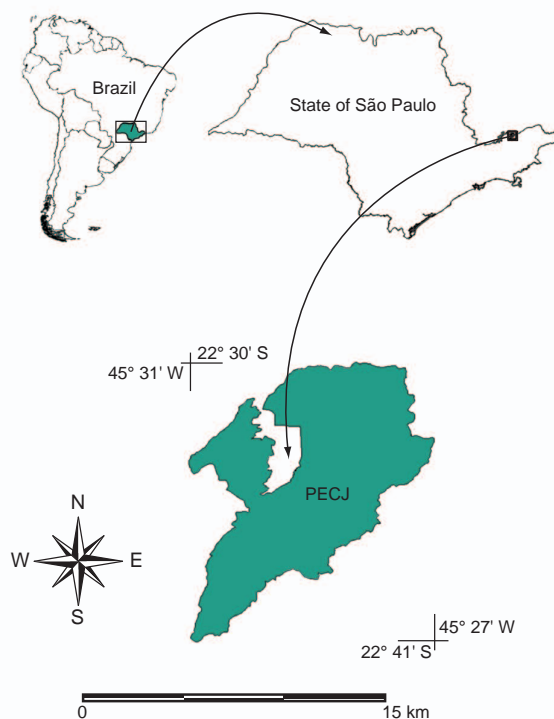 Brazil
State of São Paulo
22° 30' S
45° 31' W
PECJ
N
W
E
S
45° 27' W
22° 41' S
0
15 km